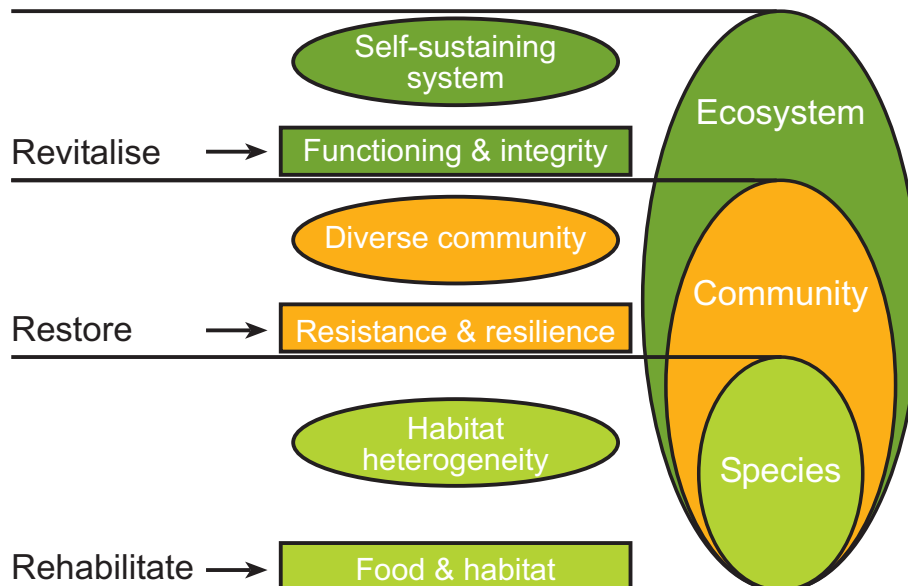 Self-sustaining
system
Ecosystem
Revitalise
Functioning & integrity
Diverse community
Community
Restore
Resistance & resilience
Habitat
heterogeneity
Species
Rehabilitate
Food & habitat